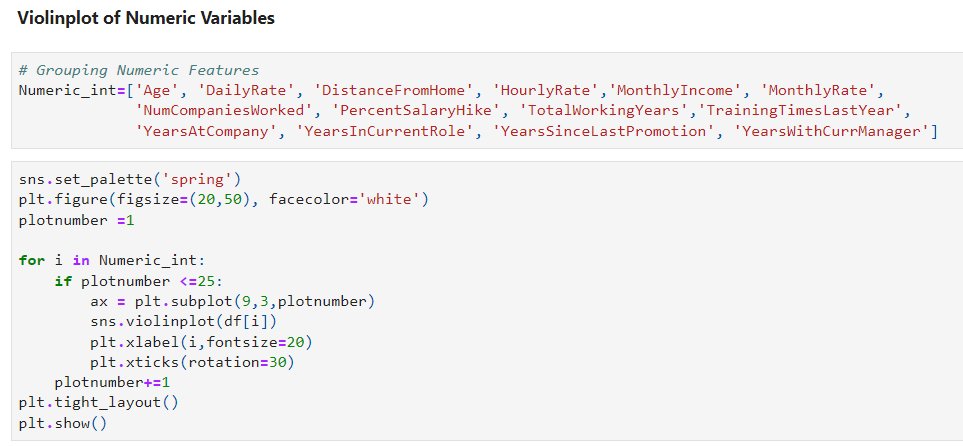 Violinplot of Numeric Variables
# Grouping Numeric Features
Numeric_int=['Age', 'DailyRate', 'DistanceFromHome', 'HourlyRate','MonthlyIncome', 'MonthlyRate',
             'NumCompaniesWorked', 'PercentSalaryHike', 'TotalWorkingYears','TrainingTimesLastYear',
             'YearsAtCompany', 'YearsInCurrentRole', 'YearsSinceLastPromotion', 'YearsWithCurrManager']
sns.set_palette('spring')
plt.figure(figsize=(20,50), facecolor='white')
plotnumber =1
for i in Numeric_int:
    if plotnumber <=25:
        ax = plt.subplot(9,3,plotnumber)
        sns.violinplot(df[i])
        plt.xlabel(i,fontsize=20)
        plt.xticks(rotation=30)
    plotnumber+=1
plt.tight_layout()
plt.show()